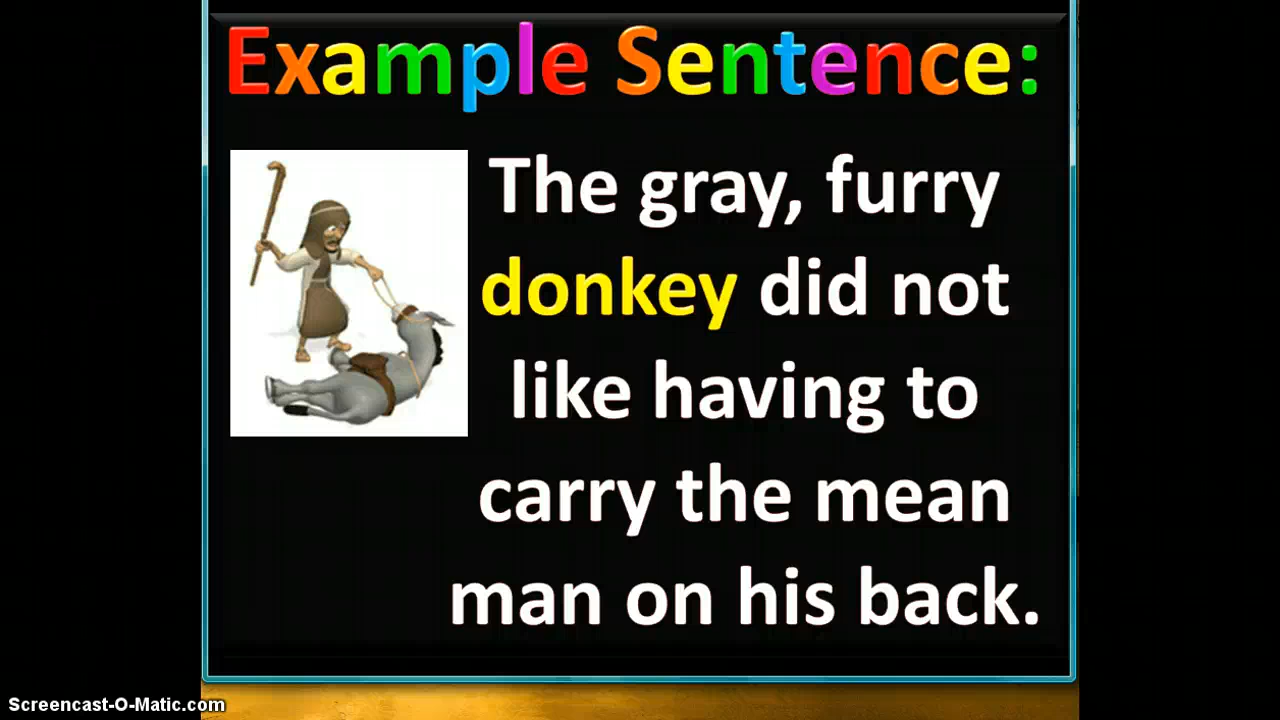 Example Sentence:
The gray, furry
donkey did not
like having to
carry the mean
man on his back.
Screencast-O-Matic.com